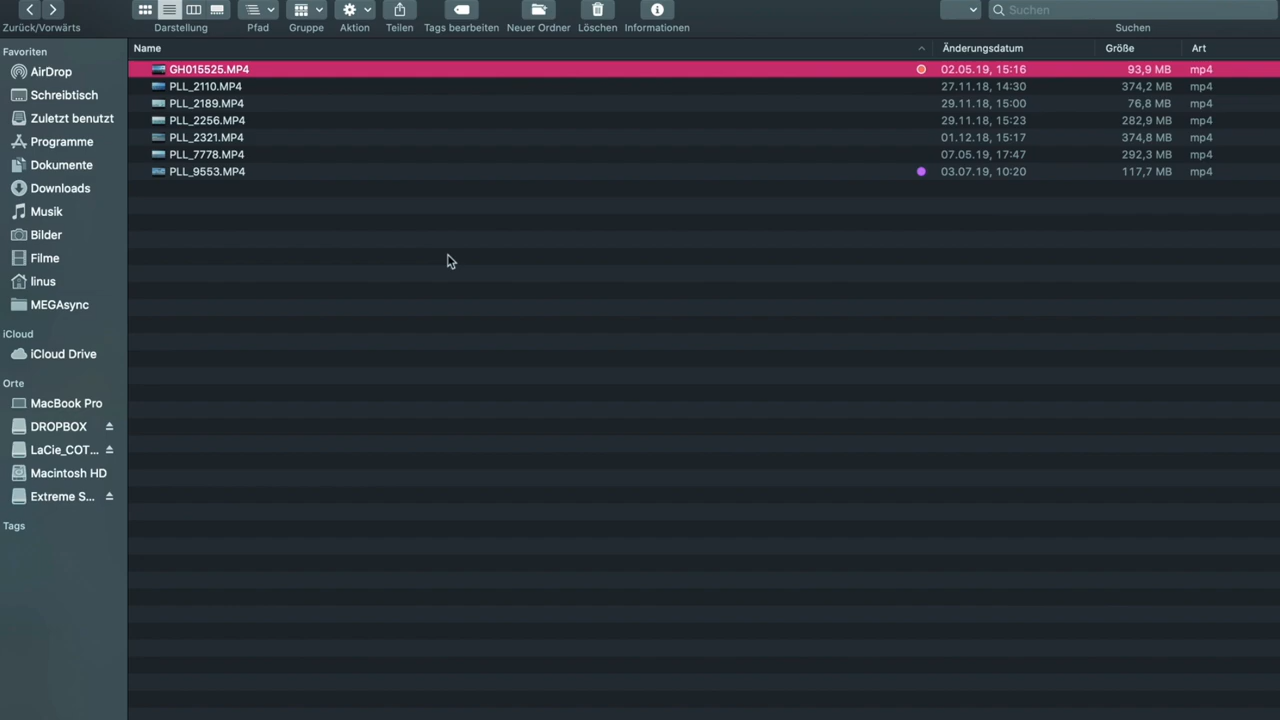 Suchen
Zurück/Vorwärts Darstellung Pfad Gruppe Aktion Teilen Tags bearbeiten Neuer Ordner Löschen Informationen Suchen
Favoriten
AirDrop
Schreibtisch
Zuletzt benutzt
Programme
Dokumente
Downloads
Musik
Bilder
Filme
linus
MEGAsync
iCloud
iCloud Drive
Orte
MacBook Pro
DROPBOX
LaCie_COT...
Macintosh HD
Extreme S...
Tags
Name Änderungsdatum Größe Art
GH015525.MP4 02.05.19, 15:16 93,9 MB mp4
PLL_2110.MP4 27.11.18, 14:30 374,2 MB mp4
PLL_2189.MP4 29.11.18, 15:00 76,8 MB mp4
PLL_2256.MP4 29.11.18, 15:23 282,9 MB mp4
PLL_2321.MP4 01.12.18, 15:17 374,8 MB mp4
PLL_7778.MP4 07.05.19, 17:47 292,3 MB mp4
PLL_9553.MP4 03.07.19, 10:20 117,7 MB mp4